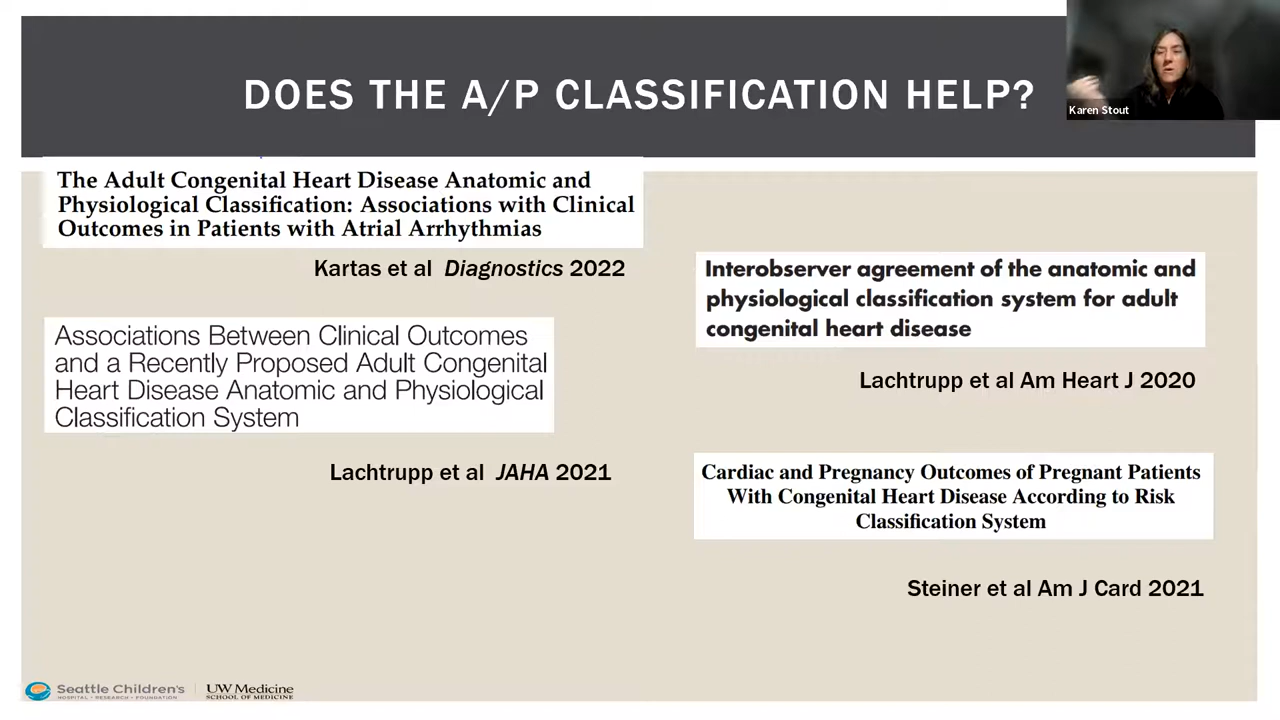 DOES THE A/P CLASSIFICATION HELP?
Karen Stout
The Adult Congenital Heart Disease Anatomic and
Physiological Classification: Associations with Clinical
Outcomes in Patients with Atrial Arrhythmias
Kartas et al Diagnostics 2022
Associations Between Clinical Outcomes
and a Recently Proposed Adult Congenital
Heart Disease Anatomic and Physiological
Classification System
Lachtrupp et al JAHA 2021
Interobserver agreement of the anatomic and
physiological classification system for adult
congenital heart disease
Lachtrupp et al Am Heart J 2020
Cardiac and Pregnancy Outcomes of Pregnant Patients
With Congenital Heart Disease According to Risk
Classification System
Steiner et al Am J Card 2021
Seattle Children's
HOSPITAL • RESEARCH • FOUNDATION
UW Medicine
SCHOOL OF MEDICINE